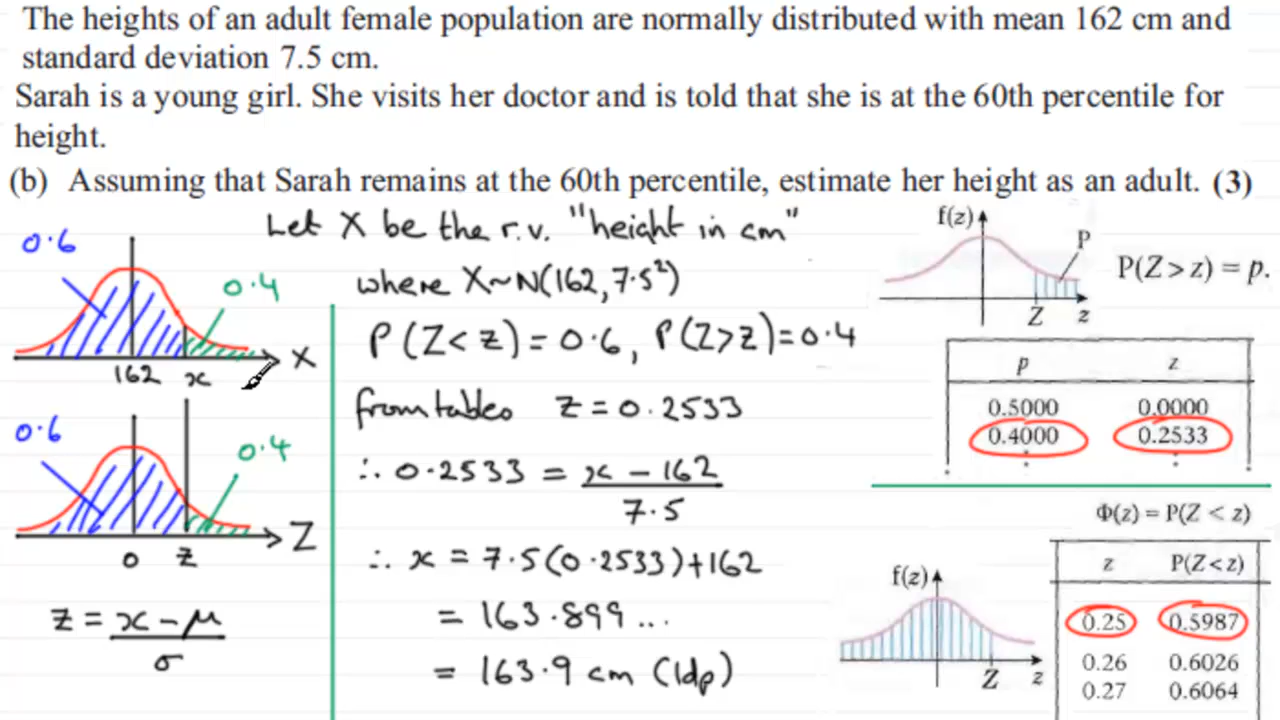 The heights of an adult female population are normally distributed with mean 162 cm and
standard deviation 7.5 cm.
Sarah is a young girl. She visits her doctor and is told that she is at the 60th percentile for
height.
(b) Assuming that Sarah remains at the 60th percentile, estimate her height as an adult. (3)
0.6
0.4
162 x X
0.6
0.4
0 z Z
z = x - μ
σ
Let X be the r.v. "height in cm"
where X~N(162, 7.5²)
P(Z < z) = 0.6, P(Z > z) = 0.4
from tables z = 0.2533
∴ 0.2533 = x - 162
7.5
∴ x = 7.5(0.2533)+162
= 163.899...
= 163.9 cm (1dp)
f(z)
P
Z z
P(Z > z) = p.
p z
0.5000 0.0000
0.4000 0.2533
Φ(z) = P(Z < z)
f(z)
Z z
z P(Z < z)
0.25 0.5987
0.26 0.6026
0.27 0.6064